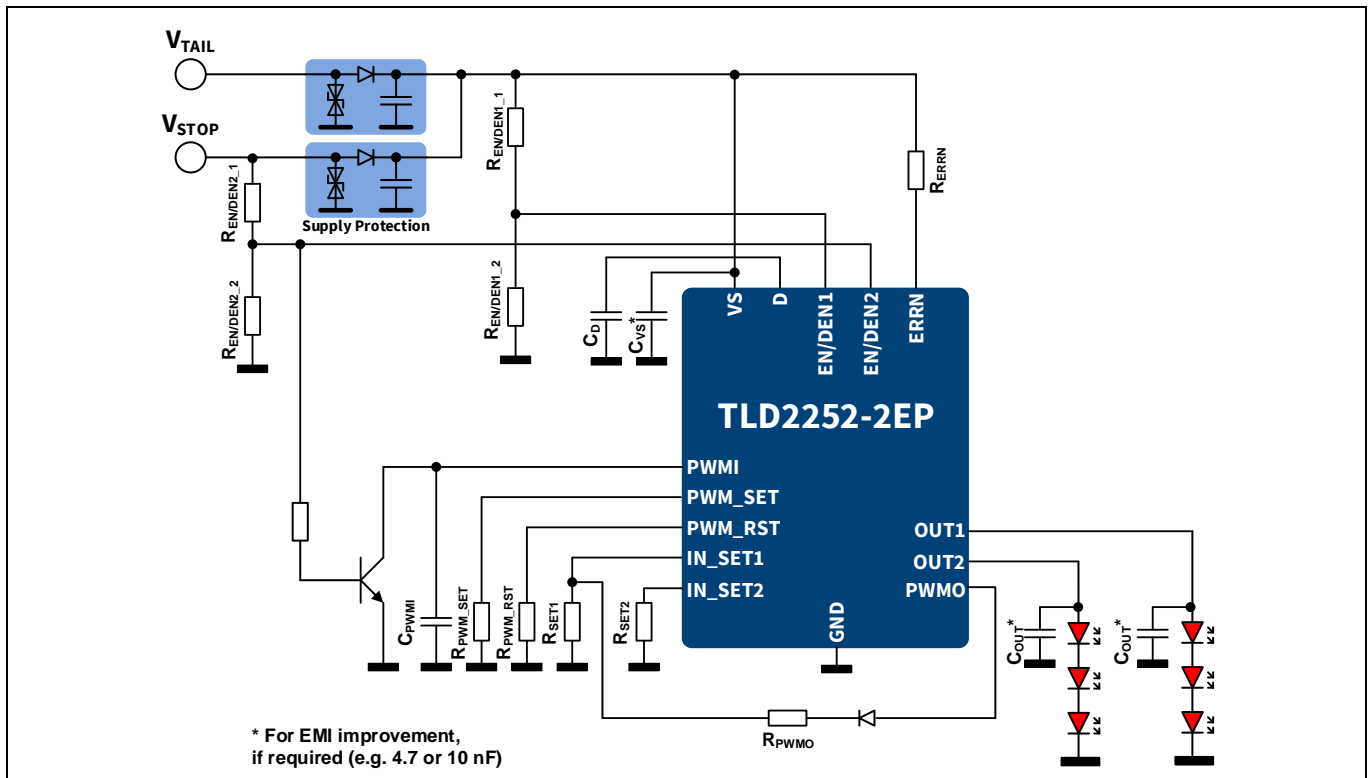 VTAIL
VSTOP
REN/DEN2_1
REN/DEN2_2
Supply Protection
REN/DEN1_1
REN/DEN1_2
RERRN
CD
CVS*
VS
D
EN/DEN1
EN/DEN2
ERRN
TLD2252-2EP
PWMI
PWM_SET
PWM_RST
IN_SET1
IN_SET2
OUT1
OUT2
PWMO
GND
CPWMI
RPWM_SET
RPWM_RST
RSET1
RSET2
COUT*
COUT*
RPWMO
* For EMI improvement,
if required (e.g. 4.7 or 10 nF)